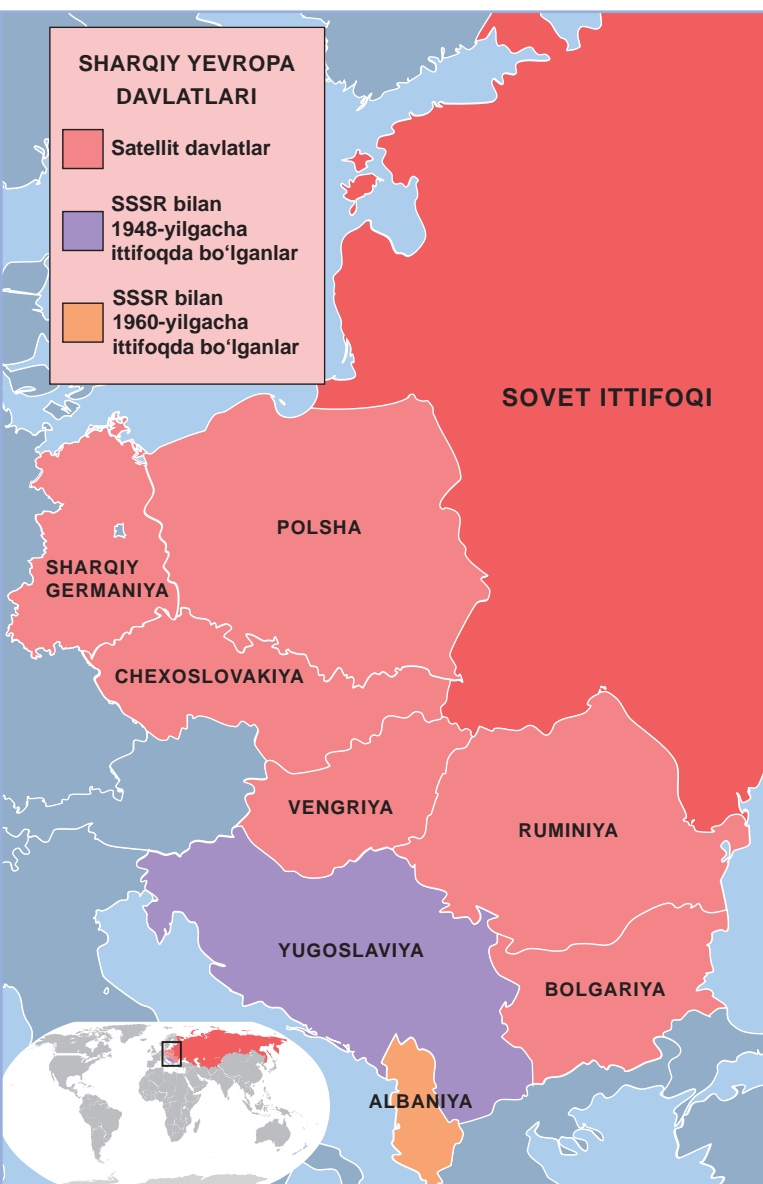 SHARQIY YEVROPA
DAVLATLARI
Satellit davlatlar
SSSR bilan
1948-yilgacha
ittifoqda bo‘lganlar
SSSR bilan
1960-yilgacha
ittifoqda bo‘lganlar
SOVET ITTIFOQI
POLSHA
SHARQIY
GERMANIYA
CHEXOSLOVAKIYA
VENGRIYA
RUMINIYA
YUGOSLAVIYA
BOLGARIYA
ALBANIYA